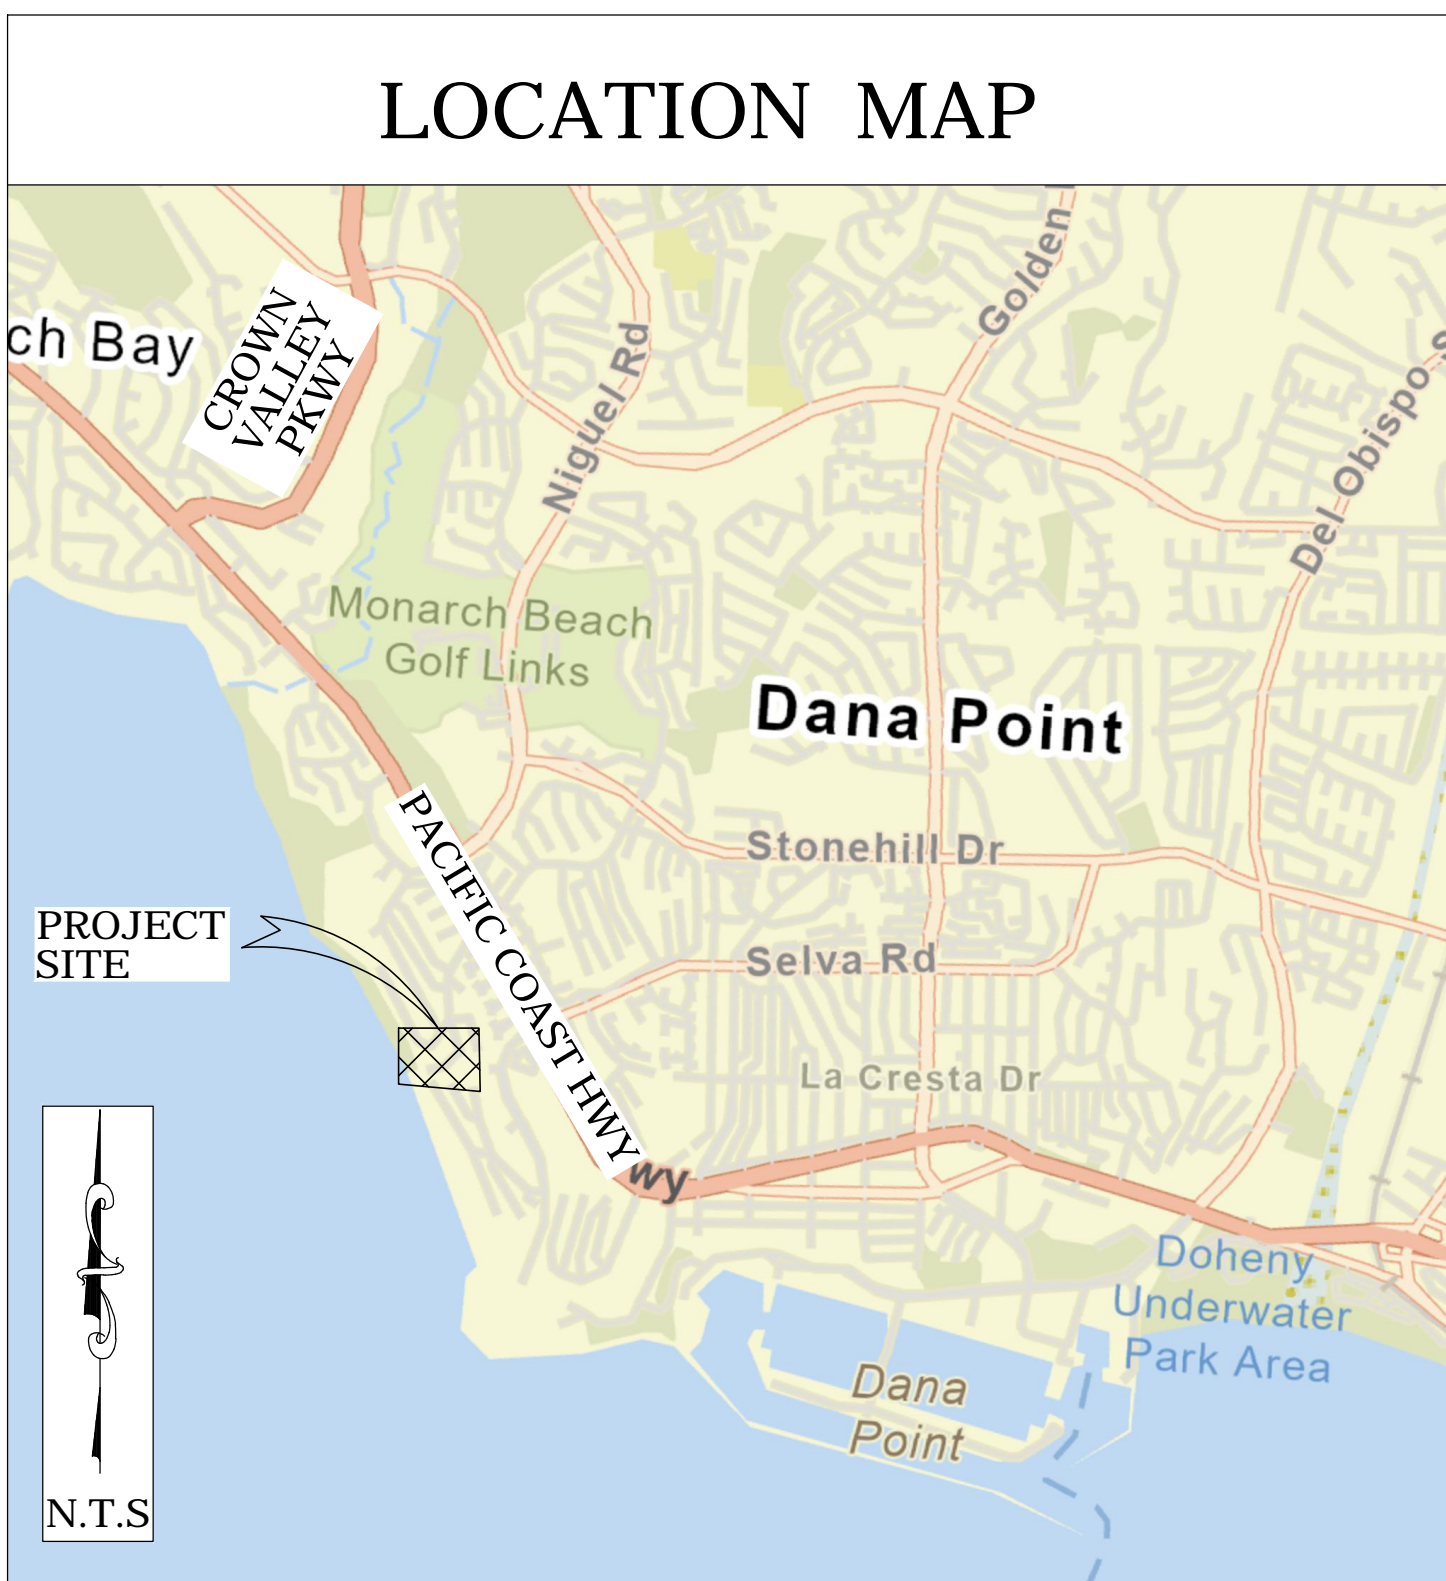 LOCATION MAP
Golden
ch Bay
CROWN
VALLEY
PKWY
Niguel Rd
Del Obispo S
Monarch Beach
Golf Links
Dana Point
PACIFIC COAST HWY
wy
Stonehill Dr
PROJECT
SITE
Selva Rd
La Cresta Dr
Doheny
Underwater
Park Area
Dana
Point
N.T.S